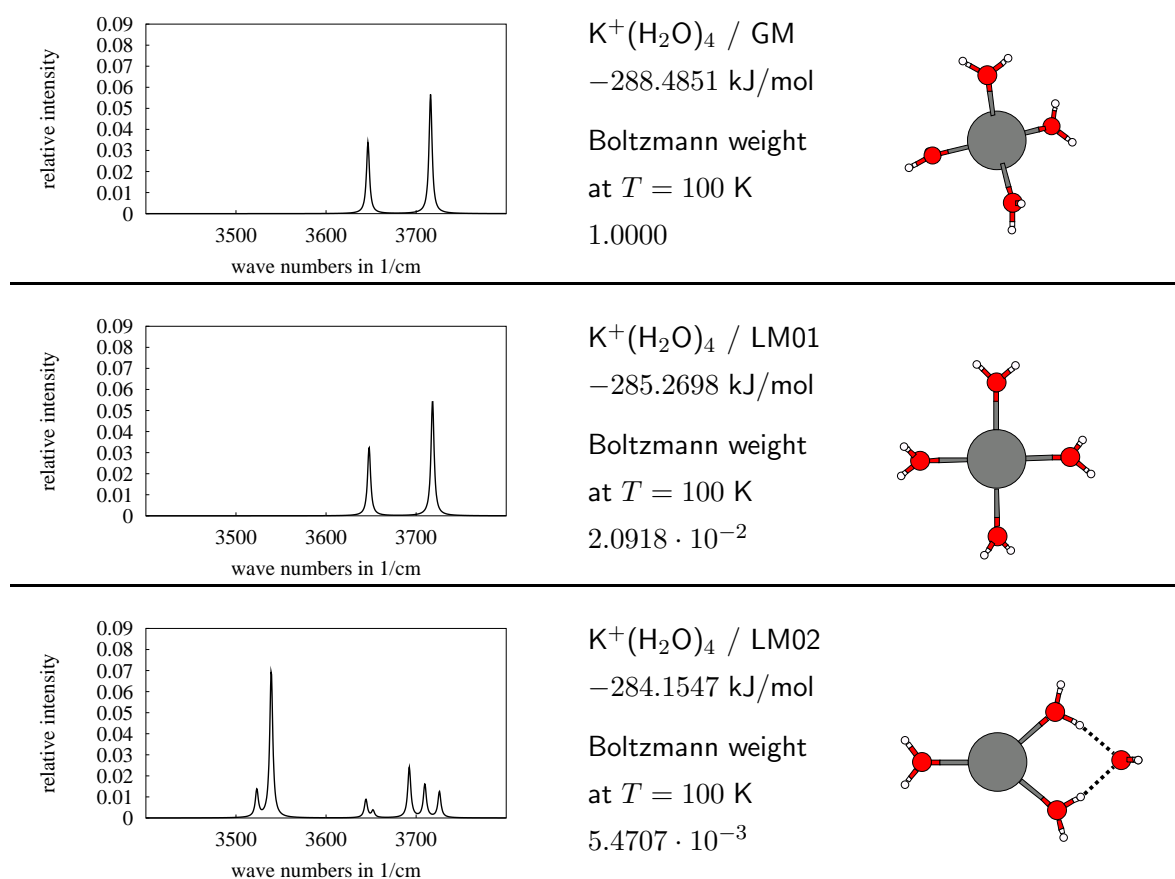 0.09
0.08
0.07
0.06
0.05
0.04
0.03
0.02
0.01
0
relative intensity
3500 3600 3700
wave numbers in 1/cm
K⁺(H₂O)₄ / GM
−288.4851 kJ/mol
Boltzmann weight
at T = 100 K
1.0000
0.09
0.08
0.07
0.06
0.05
0.04
0.03
0.02
0.01
0
relative intensity
3500 3600 3700
wave numbers in 1/cm
K⁺(H₂O)₄ / LM01
−285.2698 kJ/mol
Boltzmann weight
at T = 100 K
2.0918 · 10⁻²
0.09
0.08
0.07
0.06
0.05
0.04
0.03
0.02
0.01
0
relative intensity
3500 3600 3700
wave numbers in 1/cm
K⁺(H₂O)₄ / LM02
−284.1547 kJ/mol
Boltzmann weight
at T = 100 K
5.4707 · 10⁻³